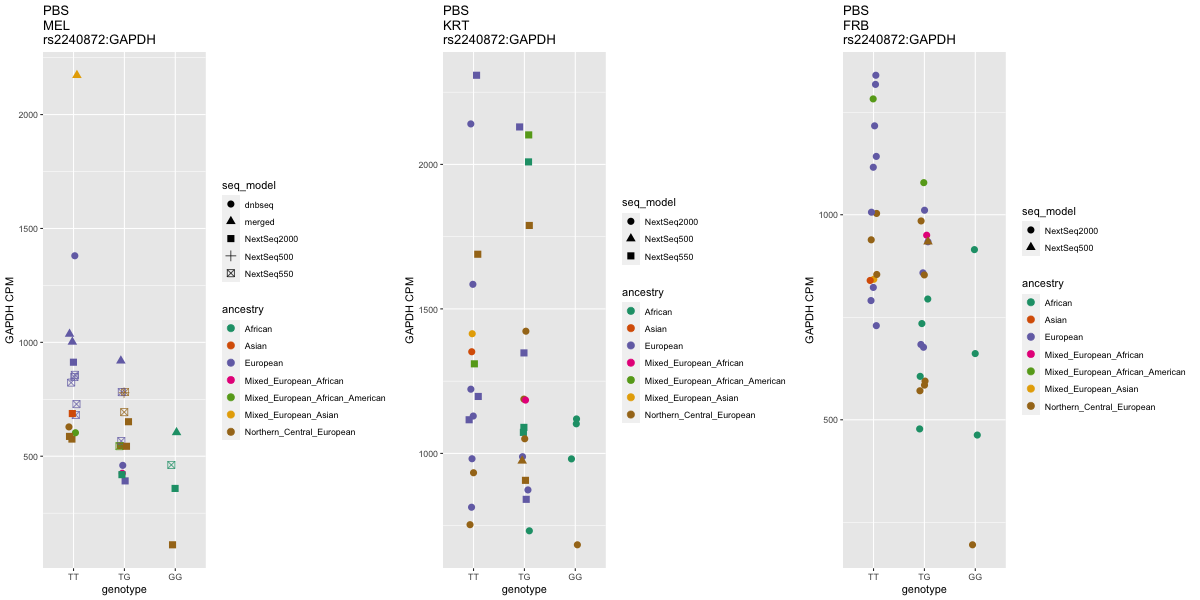 PBS
MEL
rs2240872:GAPDH
GAPDH CPM
2000
1500
1000
500
TT
TG
GG
genotype
seq_model
dnbseq
merged
NextSeq2000
NextSeq500
NextSeq550
ancestry
African
Asian
European
Mixed_European_African
Mixed_European_African_American
Mixed_European_Asian
Northern_Central_European
PBS
KRT
rs2240872:GAPDH
GAPDH CPM
2000
1500
1000
TT
TG
GG
genotype
seq_model
NextSeq2000
NextSeq500
NextSeq550
ancestry
African
Asian
European
Mixed_European_African
Mixed_European_African_American
Mixed_European_Asian
Northern_Central_European
PBS
FRB
rs2240872:GAPDH
GAPDH CPM
1000
500
TT
TG
GG
genotype
seq_model
NextSeq2000
NextSeq500
ancestry
African
Asian
European
Mixed_European_African
Mixed_European_African_American
Mixed_European_Asian
Northern_Central_European